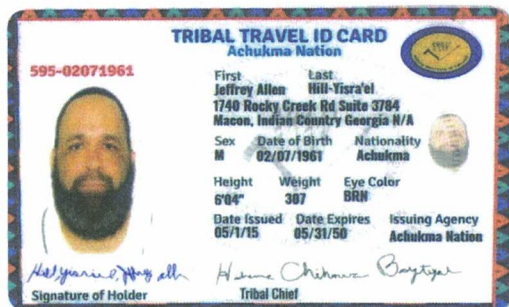 TRIBAL TRAVEL ID CARD
Achukma Nation
595-02071961
First Last
Jeffrey Allen Hill-Yisra'el
1740 Rocky Creek Rd Suite 3784
Macon, Indian Country Georgia N/A
Sex Date of Birth Nationality
M 02/07/1961 Achukma
Height Weight Eye Color
6'04" 307 BRN
Date Issued Date Expires Issuing Agency
05/1/15 05/31/50 Achukma Nation
Signature of Holder Tribal Chief